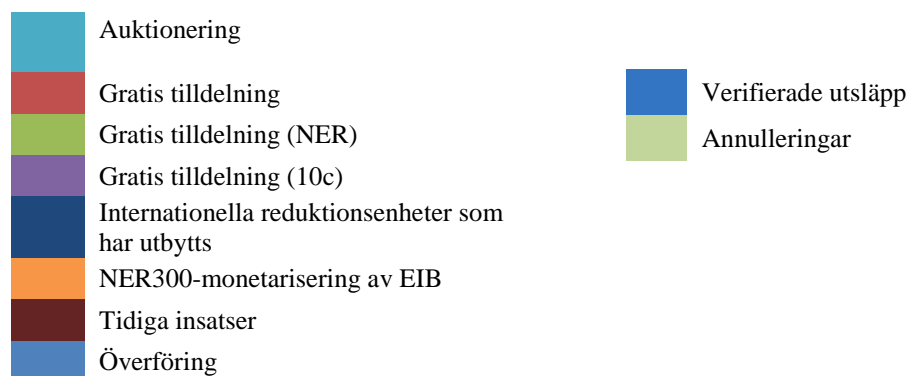 Auktionering
Gratis tilldelning
Gratis tilldelning (NER)
Gratis tilldelning (10c)
Internationella reduktionsenheter som
har utbytts
NER300-monetarisering av EIB
Tidiga insatser
Överföring
Verifierade utsläpp
Annulleringar